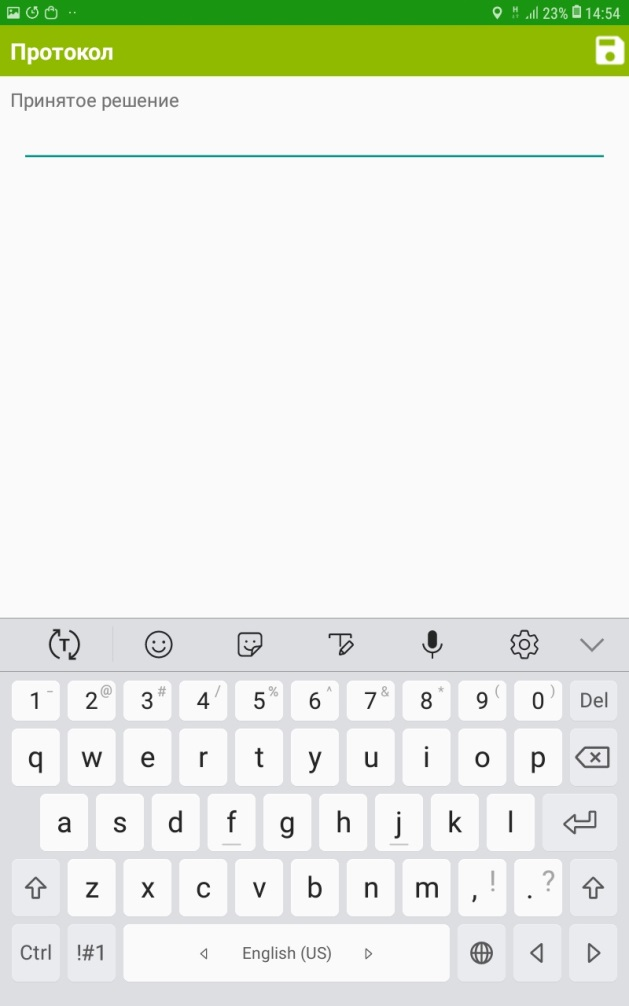 23% 14:54
Протокол
Принятое решение
T T
1 - 2 @ 3 # 4 / 5 % 6 ^ 7 & 8 * 9 ( 0 ) Del
q w e r t y u i o p
a s d f g h j k l
z x c v b n m , ! . ?
Ctrl !#1 English (US)